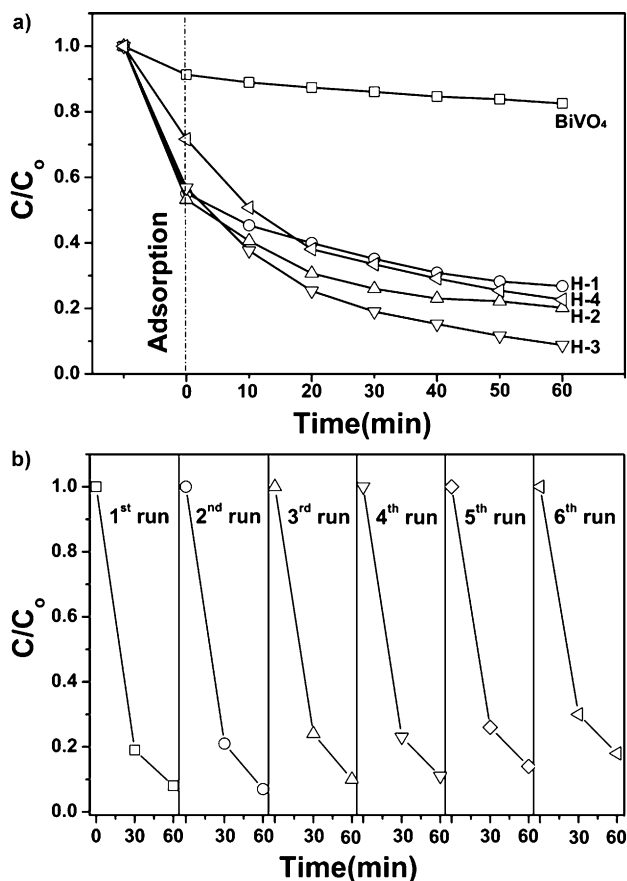 a)
1.0
0.8
0.6
0.4
0.2
0.0
C/Co
Adsorption
BiVO₄
H-1
H-4
H-2
H-3
0 10 20 30 40 50 60
Time(min)
b)
1.0
0.8
0.6
0.4
0.2
0.0
C/Co
1st run
2nd run
3rd run
4th run
5th run
6th run
0 30 60 30 60 30 60 30 60 30 60 30 60
Time(min)